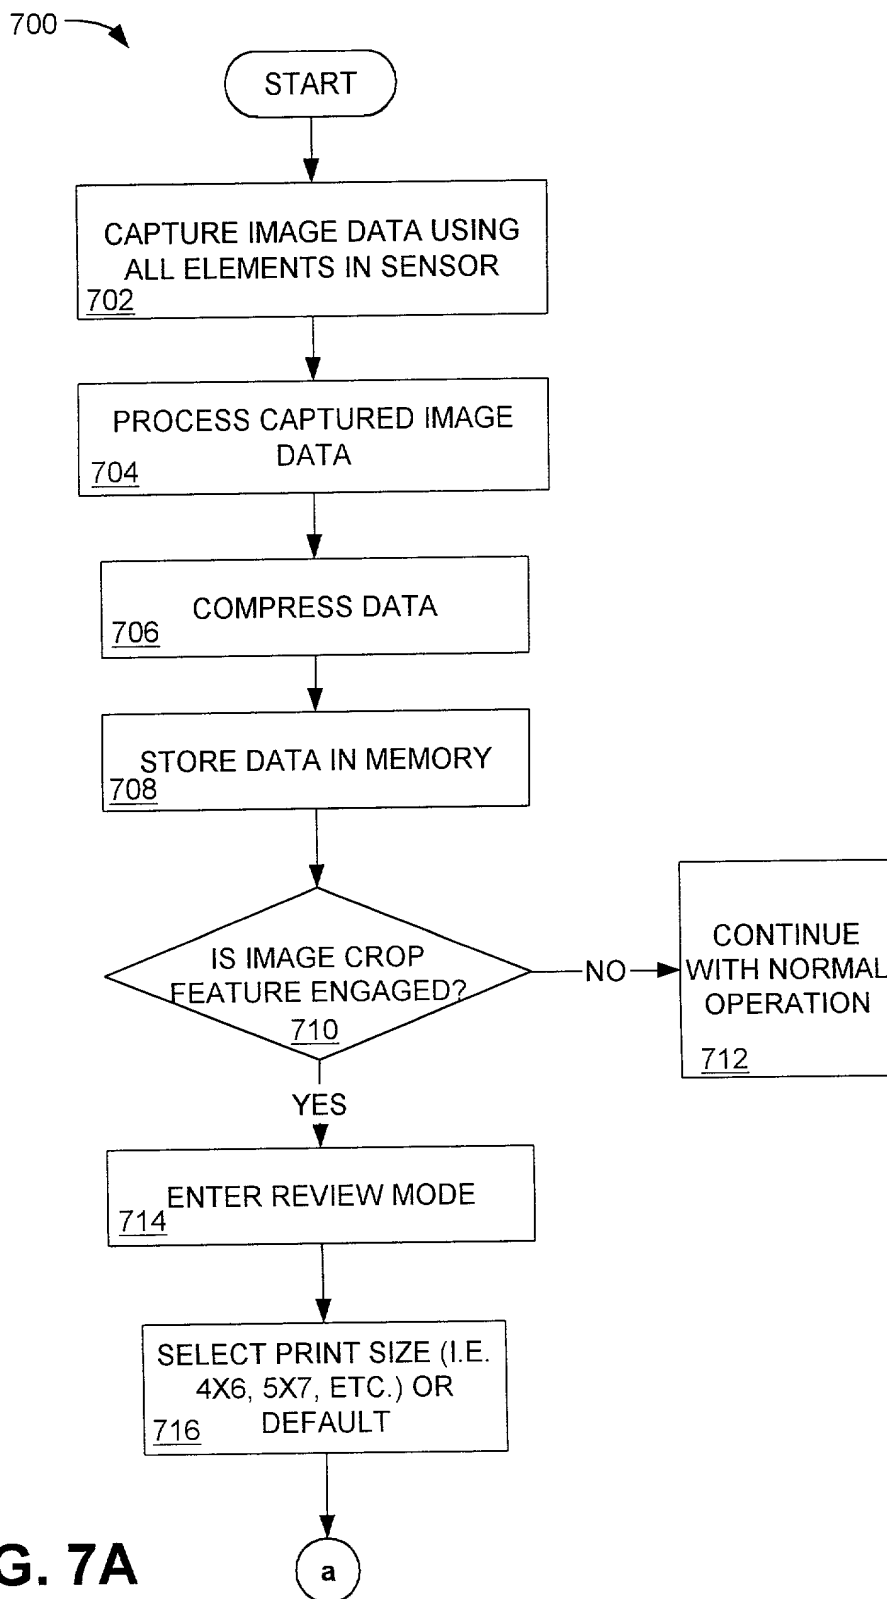 700
START
CAPTURE IMAGE DATA USING
ALL ELEMENTS IN SENSOR
702
PROCESS CAPTURED IMAGE
DATA
704
COMPRESS DATA
706
STORE DATA IN MEMORY
708
IS IMAGE CROP
FEATURE ENGAGED?
710
NO
CONTINUE
WITH NORMAL
OPERATION
712
YES
ENTER REVIEW MODE
714
SELECT PRINT SIZE (I.E.
4X6, 5X7, ETC.) OR
DEFAULT
716
G. 7A
a